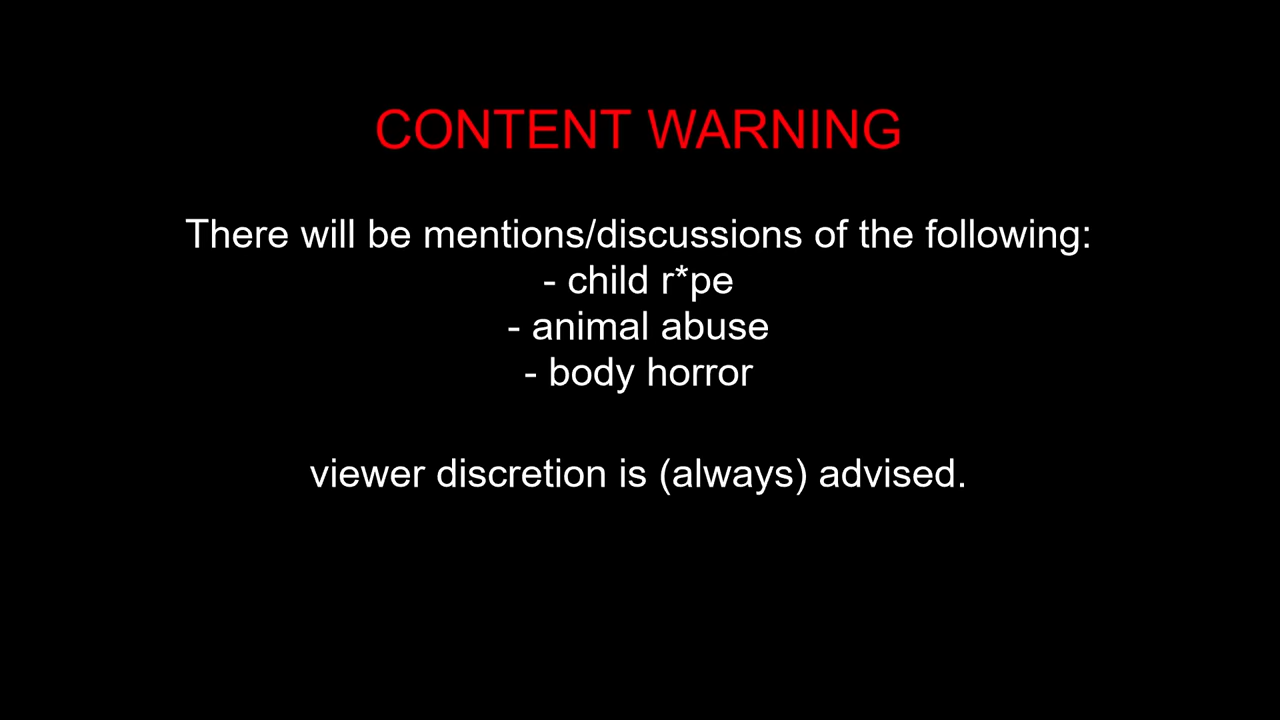 CONTENT WARNING
There will be mentions/discussions of the following:
- child r*pe
- animal abuse
- body horror
viewer discretion is (always) advised.